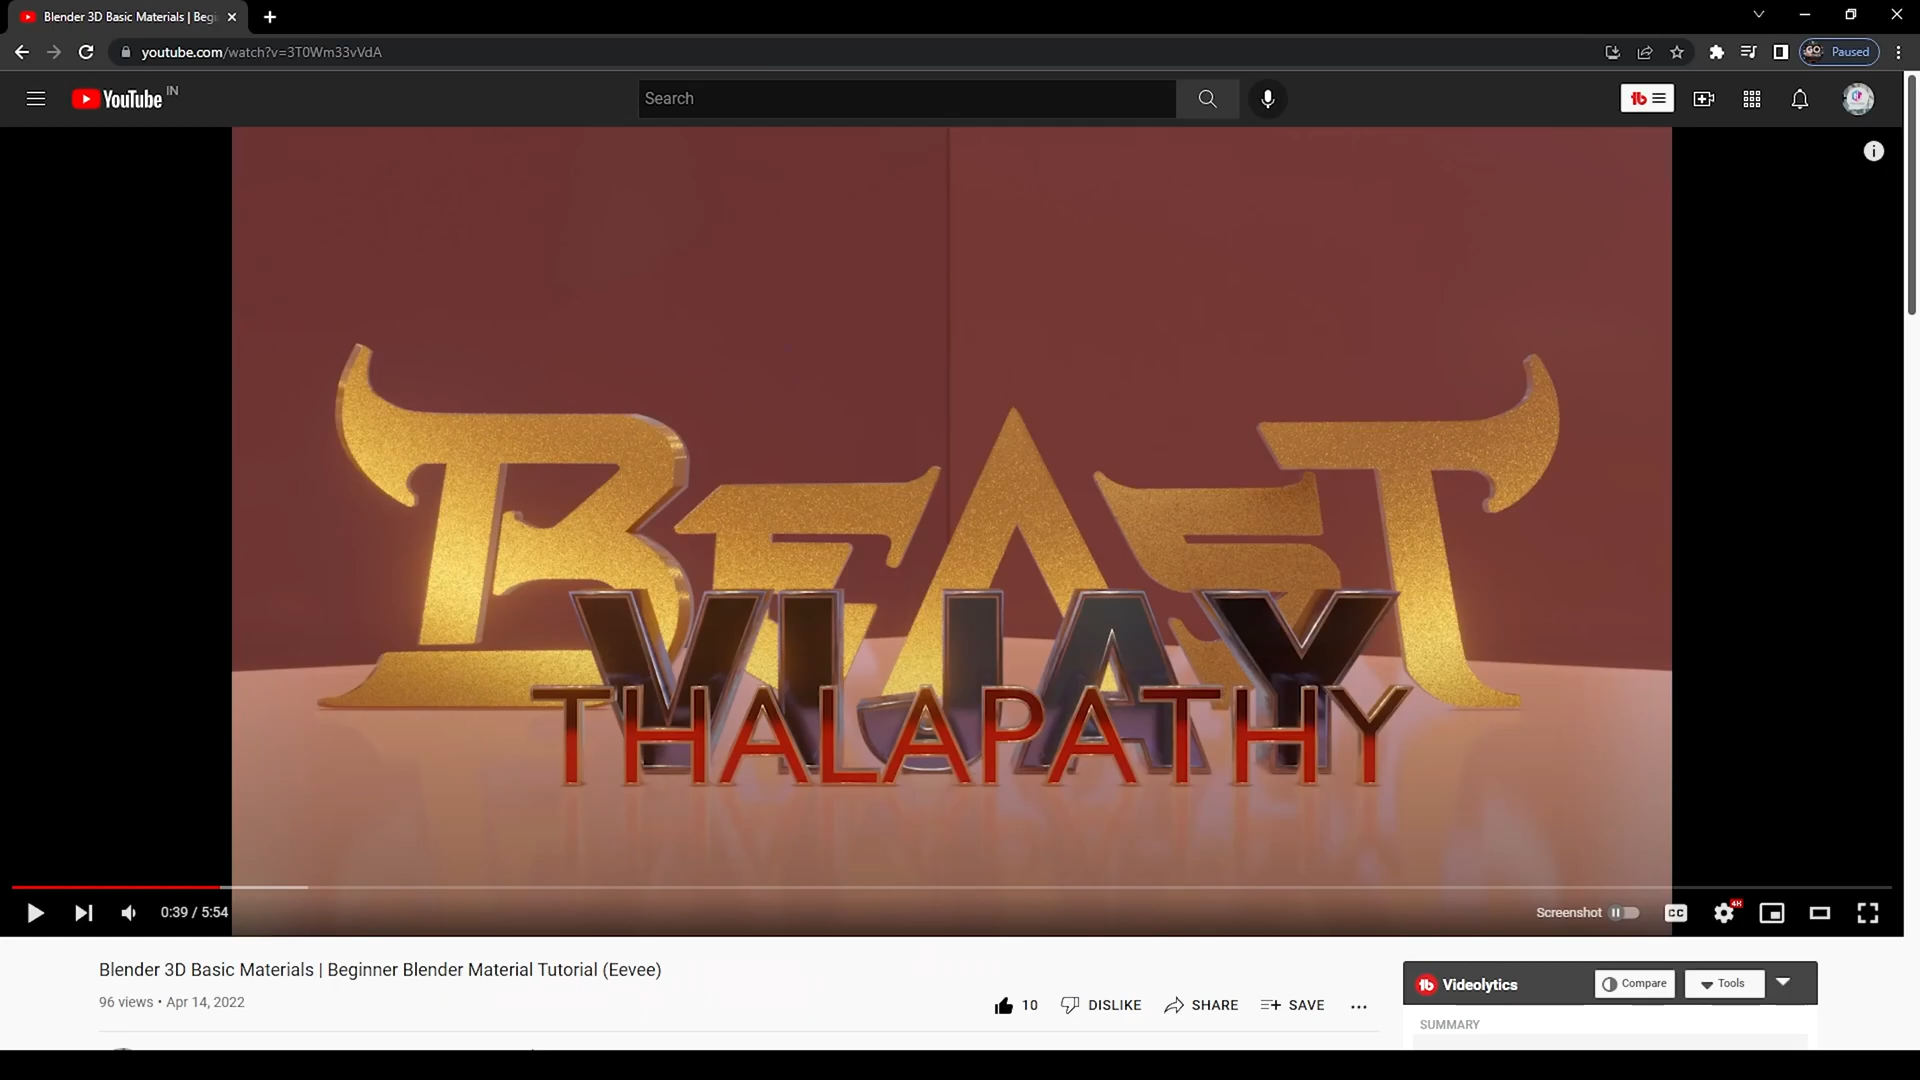 Blender 3D Basic Materials | Begi
youtube.com/watch?v=3T0Wm33vVdA
Paused
YouTube IN
Search
BEAST
VIJAY
THALAPATHY
0:39 / 5:54
Screenshot
CC
4K
Blender 3D Basic Materials | Beginner Blender Material Tutorial (Eevee)
96 views • Apr 14, 2022
10
DISLIKE
SHARE
SAVE
Videolytics
Compare
Tools
SUMMARY